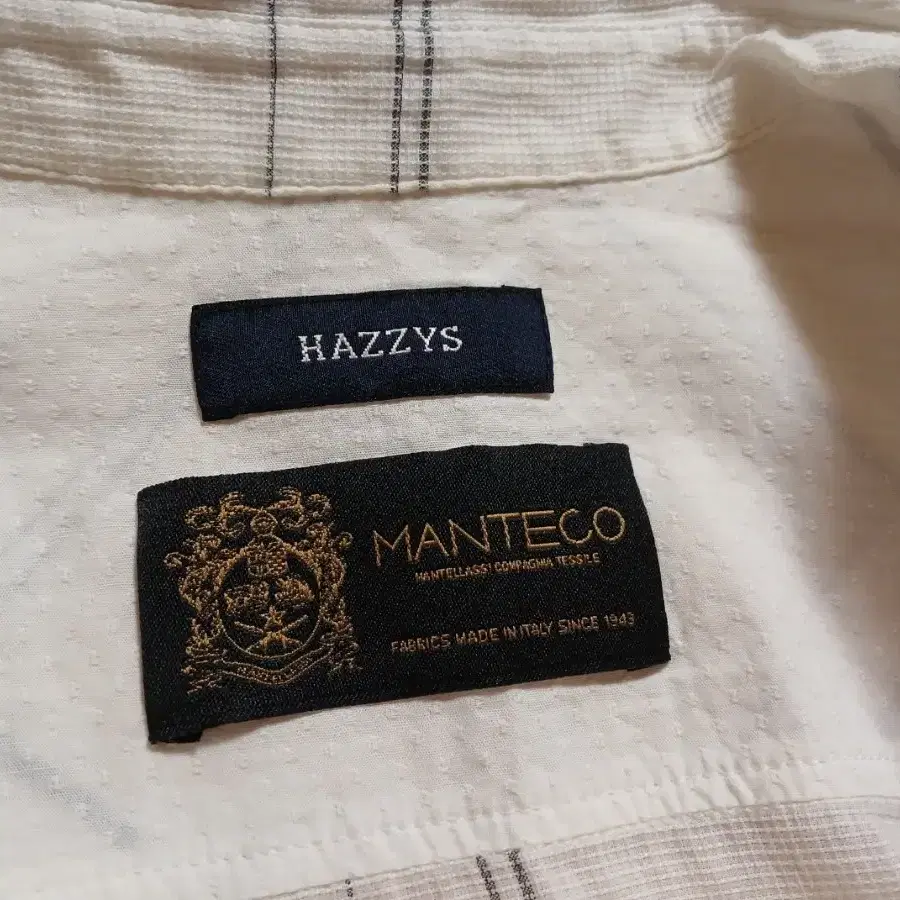 HAZZYS
MANTECO
MANTELLASSI COMPAGNIA TESSILE
FABRICS MADE IN ITALY SINCE 1943